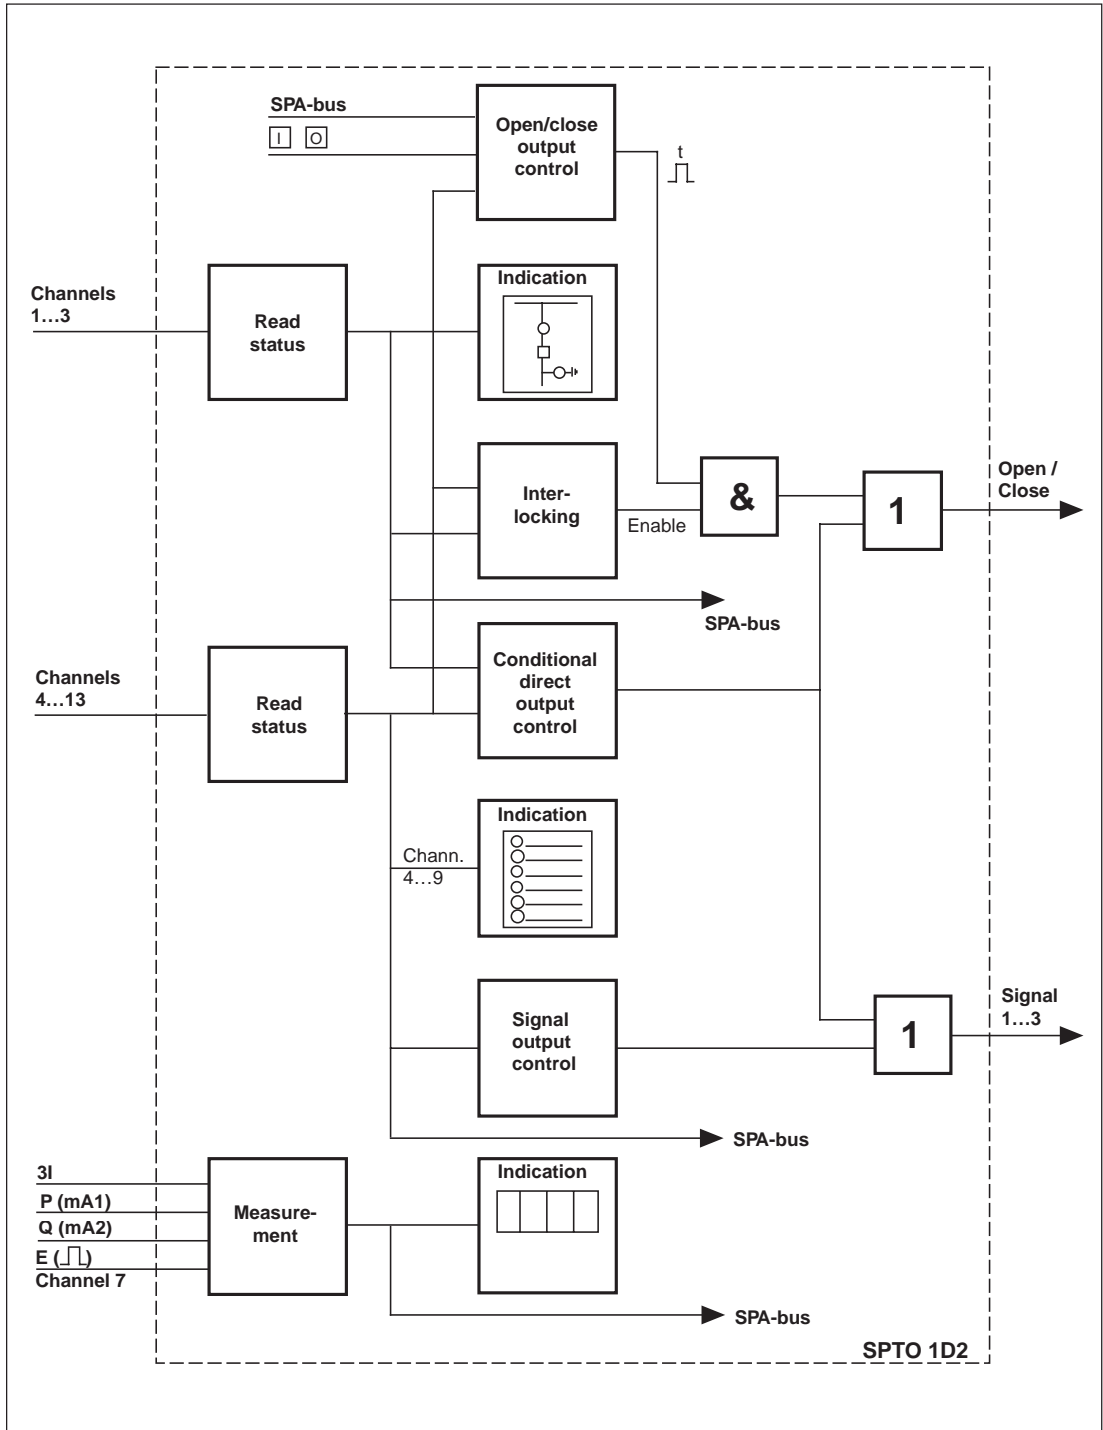 SPA-bus
I O
Open/close
output
control
t
Channels
1...3
Read
status
Indication
Inter-
locking
Enable
&
1
Open /
Close
SPA-bus
Channels
4...13
Read
status
Conditional
direct
output
control
Indication
Chann.
4...9
Signal
output
control
1
Signal
1...3
SPA-bus
3I
P (mA1)
Q (mA2)
E ( )
Channel 7
Measure-
ment
Indication
SPA-bus
SPTO 1D2